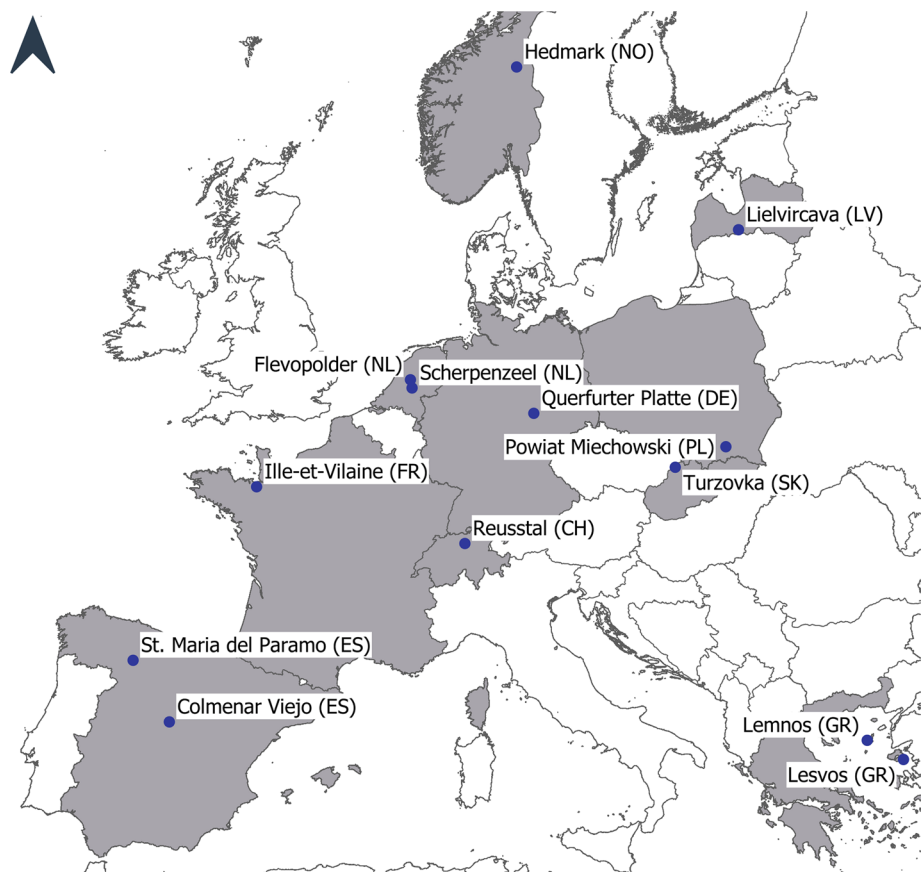 Hedmark (NO)
Lielvircava (LV)
Flevopolder (NL)
Scherpenzeel (NL)
Querfurter Platte (DE)
Powiat Miechowski (PL)
Ille-et-Vilaine (FR)
Turzovka (SK)
Reusstal (CH)
St. Maria del Paramo (ES)
Colmenar Viejo (ES)
Lemnos (GR)
Lesvos (GR)